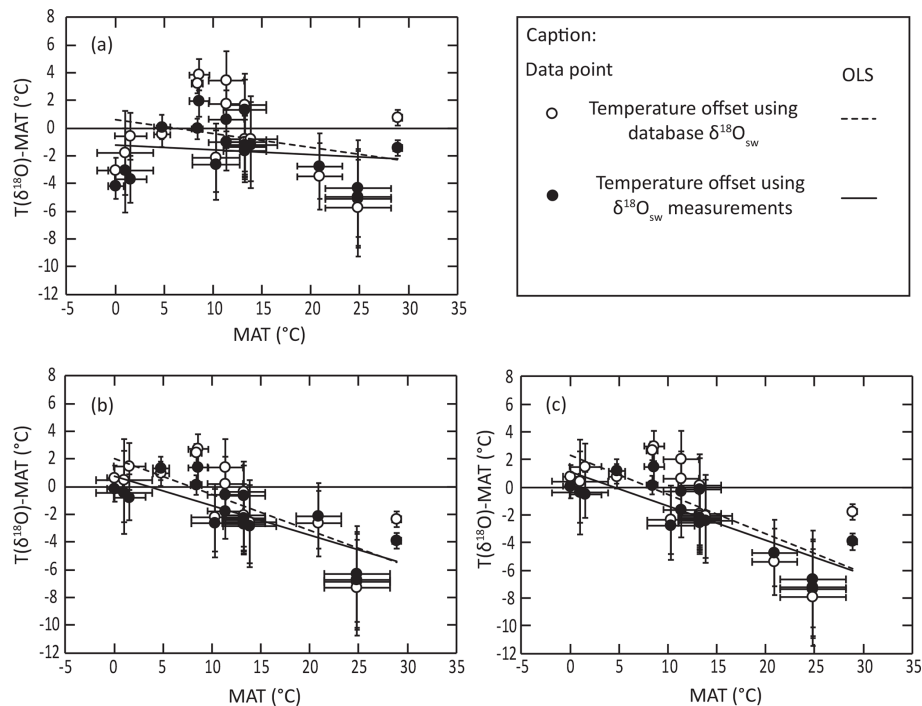 8
6
4
2
0
-2
-4
-6
-8
-10
-12
(a)
T(δ¹⁸O)-MAT (°C)
-5 0 5 10 15 20 25 30 35
MAT (°C)
Caption:
Data point
OLS
Temperature offset using
database δ¹⁸Osw
Temperature offset using
δ¹⁸Osw measurements
8
6
4
2
0
-2
-4
-6
-8
-10
-12
(b)
T(δ¹⁸O)-MAT (°C)
-5 0 5 10 15 20 25 30 35
MAT (°C)
8
6
4
2
0
-2
-4
-6
-8
-10
-12
(c)
T(δ¹⁸O)-MAT (°C)
-5 0 5 10 15 20 25 30 35
MAT (°C)